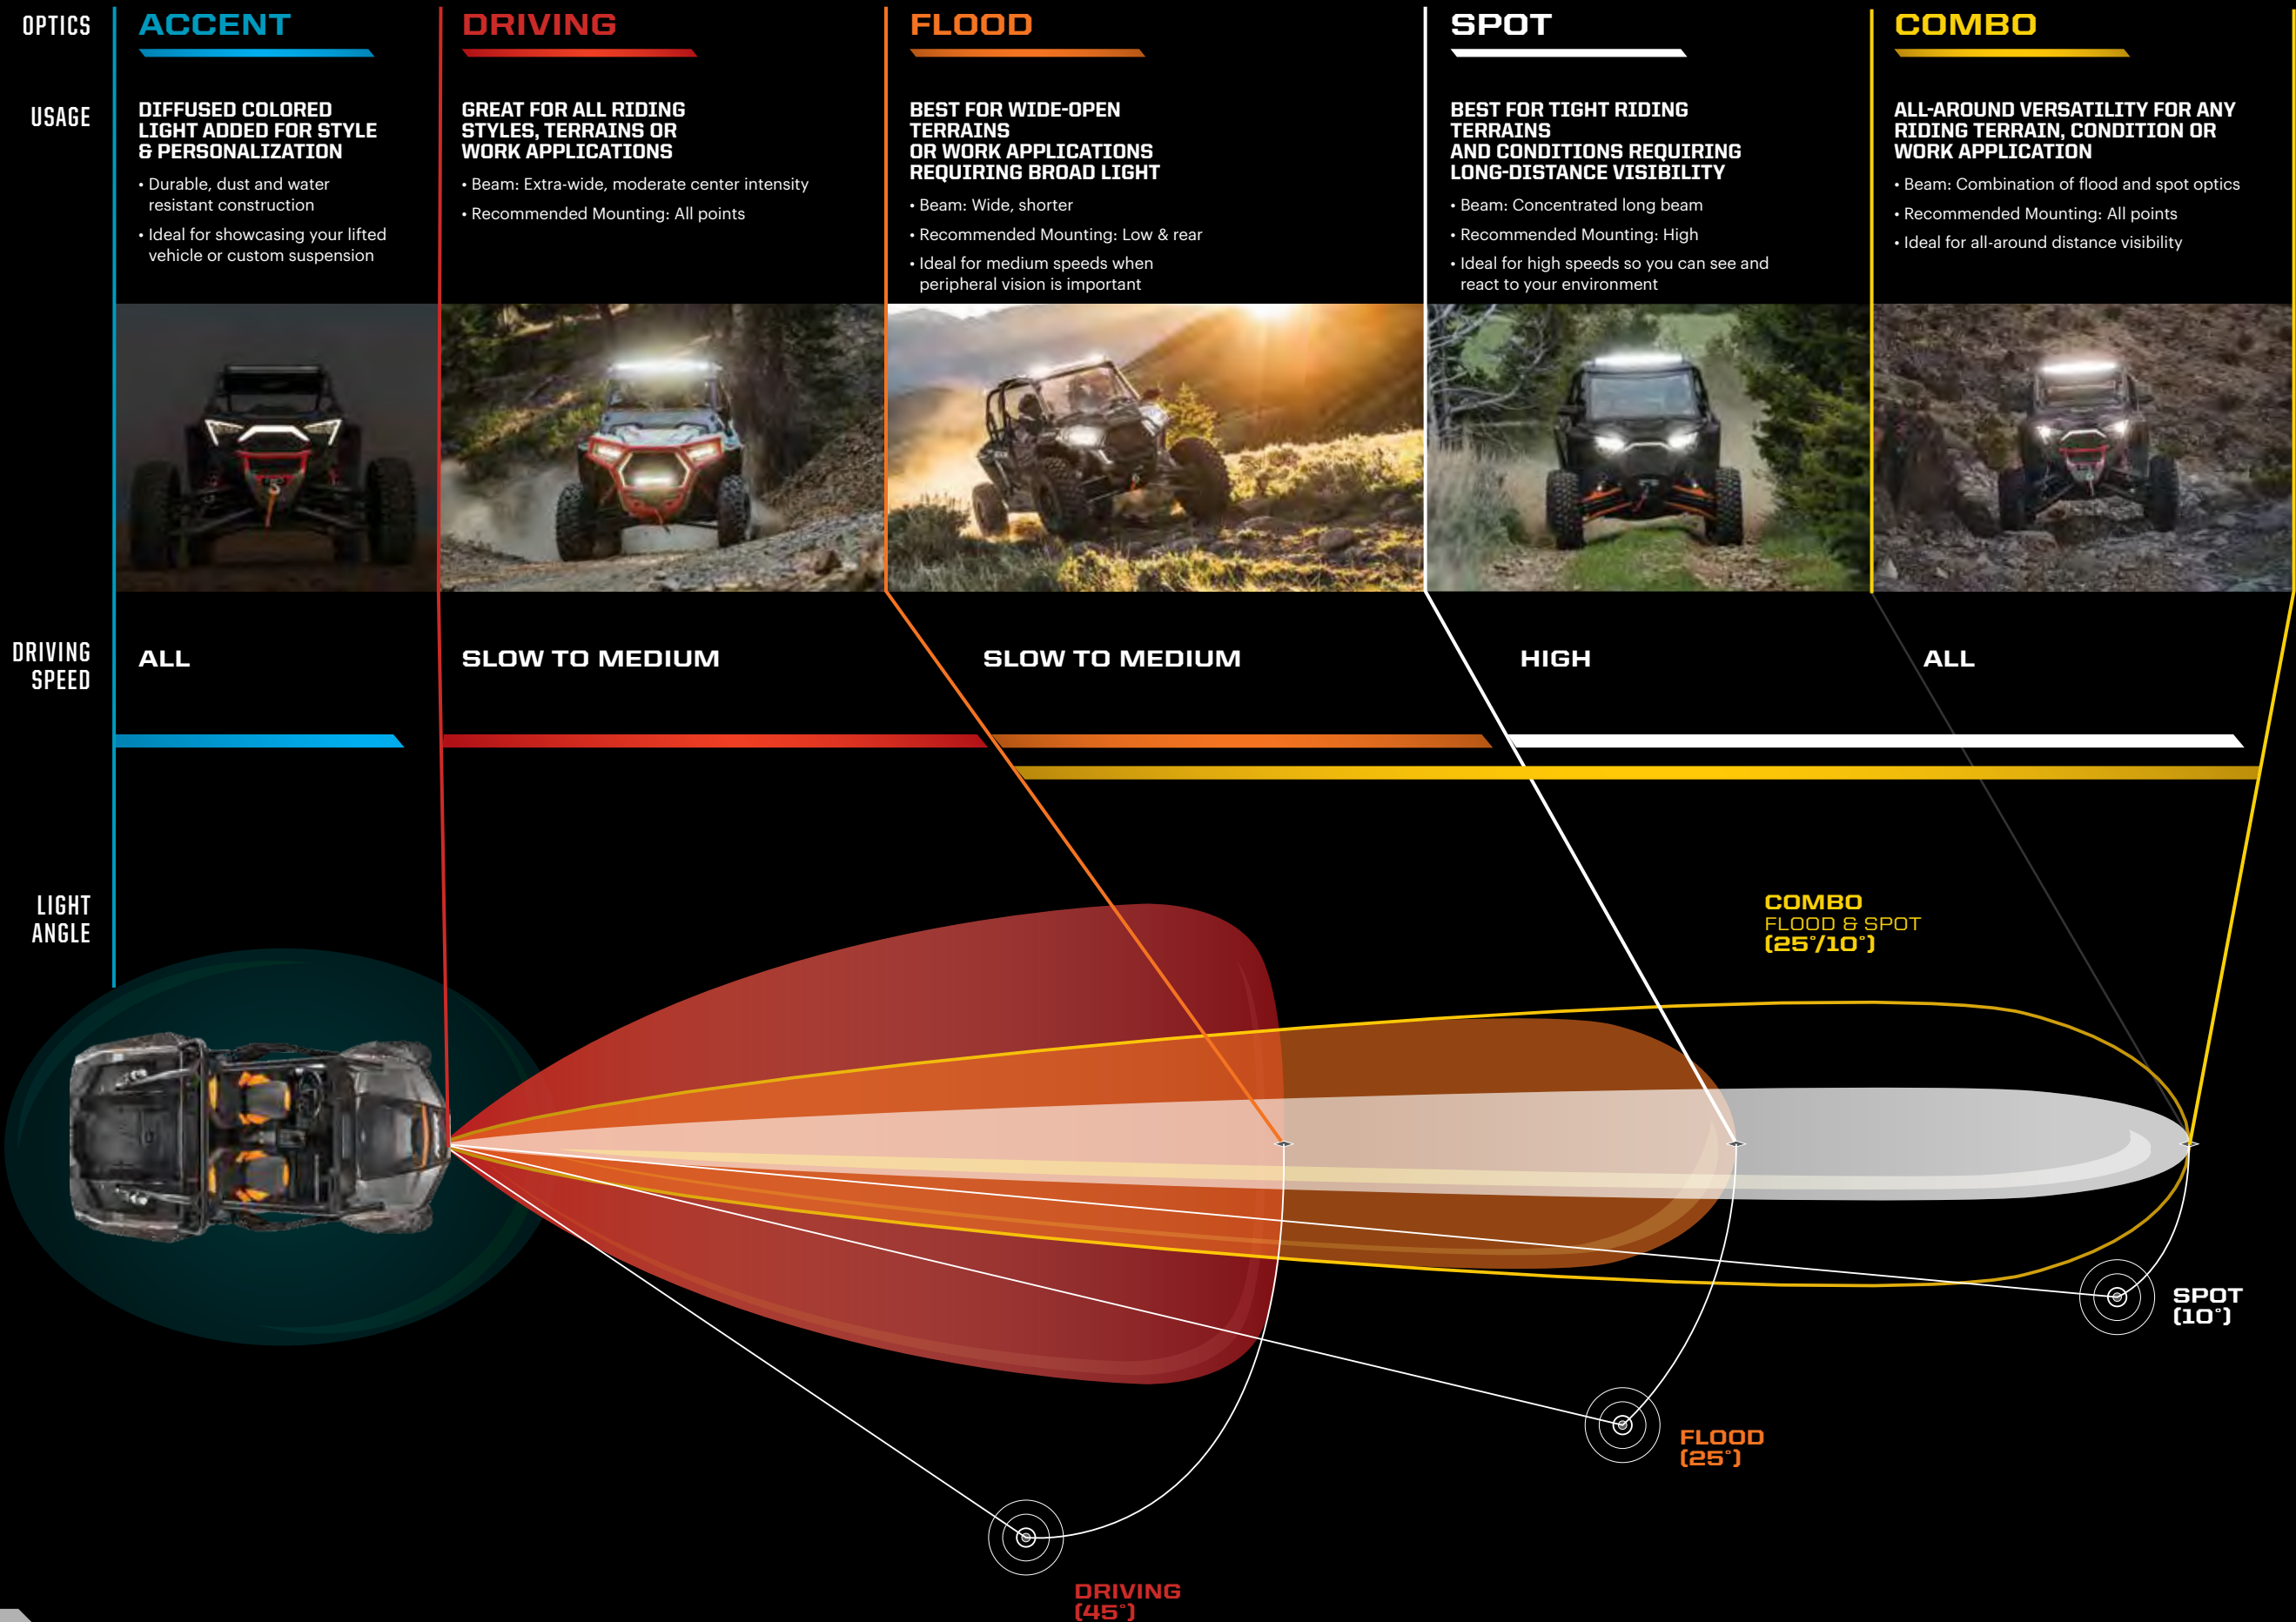 OPTICS
ACCENT
DRIVING
FLOOD
SPOT
COMBO
USAGE
DIFFUSED COLORED
LIGHT ADDED FOR STYLE
& PERSONALIZATION
• Durable, dust and water
resistant construction
• Ideal for showcasing your lifted
vehicle or custom suspension
GREAT FOR ALL RIDING
STYLES, TERRAINS OR
WORK APPLICATIONS
• Beam: Extra-wide, moderate center intensity
• Recommended Mounting: All points
BEST FOR WIDE-OPEN
TERRAINS
OR WORK APPLICATIONS
REQUIRING BROAD LIGHT
• Beam: Wide, shorter
• Recommended Mounting: Low & rear
• Ideal for medium speeds when
peripheral vision is important
BEST FOR TIGHT RIDING
TERRAINS
AND CONDITIONS REQUIRING
LONG-DISTANCE VISIBILITY
• Beam: Concentrated long beam
• Recommended Mounting: High
• Ideal for high speeds so you can see and
react to your environment
ALL-AROUND VERSATILITY FOR ANY
RIDING TERRAIN, CONDITION OR
WORK APPLICATION
• Beam: Combination of flood and spot optics
• Recommended Mounting: All points
• Ideal for all-around distance visibility
DRIVING
SPEED
ALL
SLOW TO MEDIUM
SLOW TO MEDIUM
HIGH
ALL
LIGHT
ANGLE
COMBO
FLOOD & SPOT
(25°/10°)
SPOT
(10°)
FLOOD
(25°)
DRIVING
(45°)